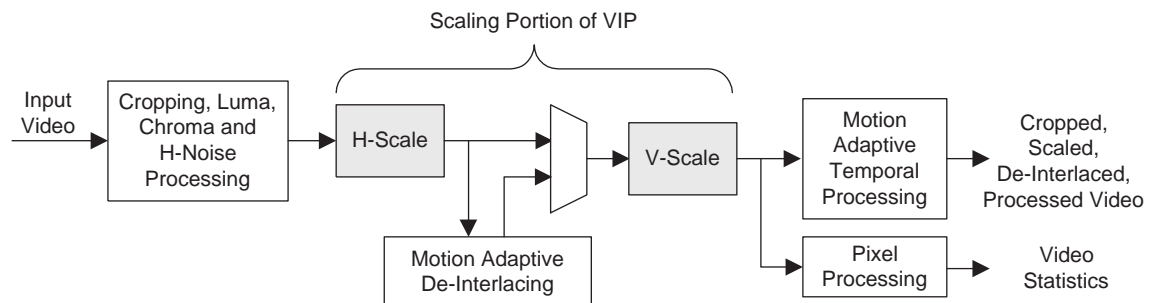 Scaling Portion of VIP
Input
Video
Cropping, Luma,
Chroma and
H-Noise
Processing
H-Scale
Motion Adaptive
De-Interlacing
V-Scale
Motion
Adaptive
Temporal
Processing
Cropped,
Scaled,
De-Interlaced,
Processed Video
Pixel
Processing
Video
Statistics